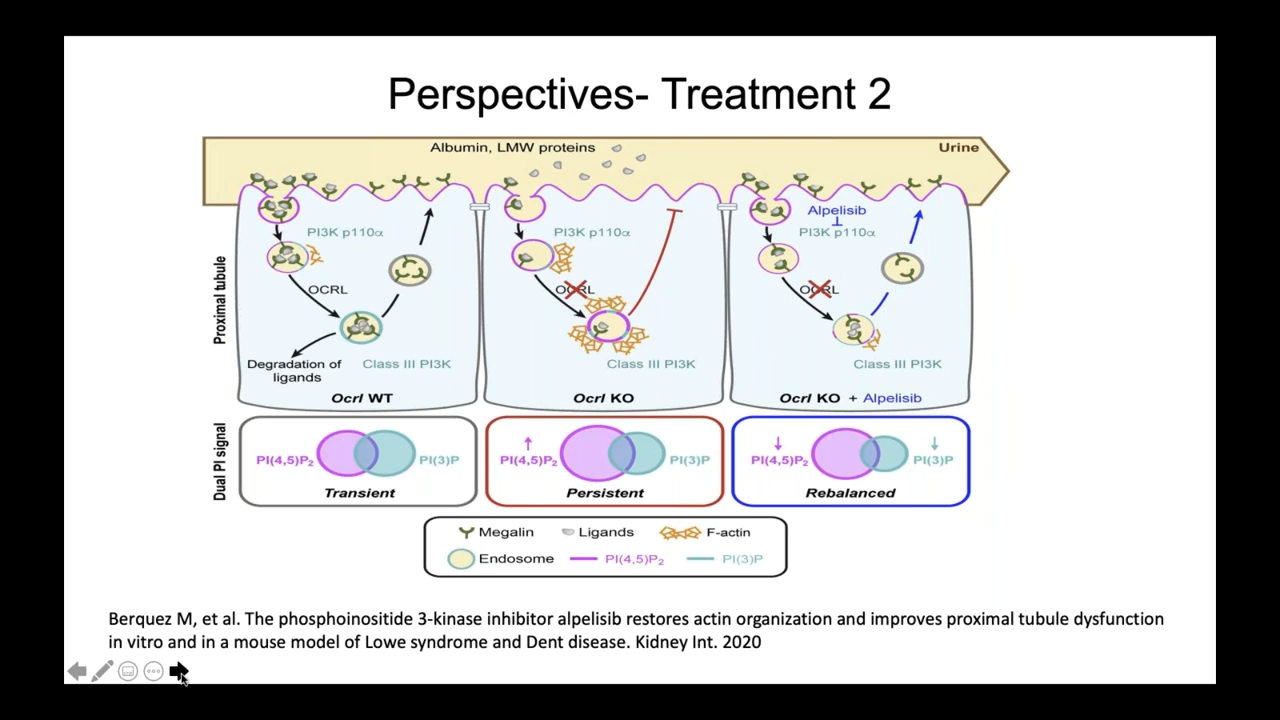 Perspectives- Treatment 2
Albumin, LMW proteins
Urine
Proximal tubule
PI3K p110α
OCRL
Degradation of
ligands
Class III PI3K
Ocrl WT
PI3K p110α
OCRL
Class III PI3K
Ocrl KO
Alpelisib
PI3K p110α
OCRL
Class III PI3K
Ocrl KO + Alpelisib
Dual PI signal
PI(4,5)P₂
PI(3)P
Transient
PI(4,5)P₂
PI(3)P
Persistent
PI(4,5)P₂
PI(3)P
Rebalanced
Megalin
Ligands
F-actin
Endosome
PI(4,5)P₂
PI(3)P
Berquez M, et al. The phosphoinositide 3-kinase inhibitor alpelisib restores actin organization and improves proximal tubule dysfunction
in vitro and in a mouse model of Lowe syndrome and Dent disease. Kidney Int. 2020